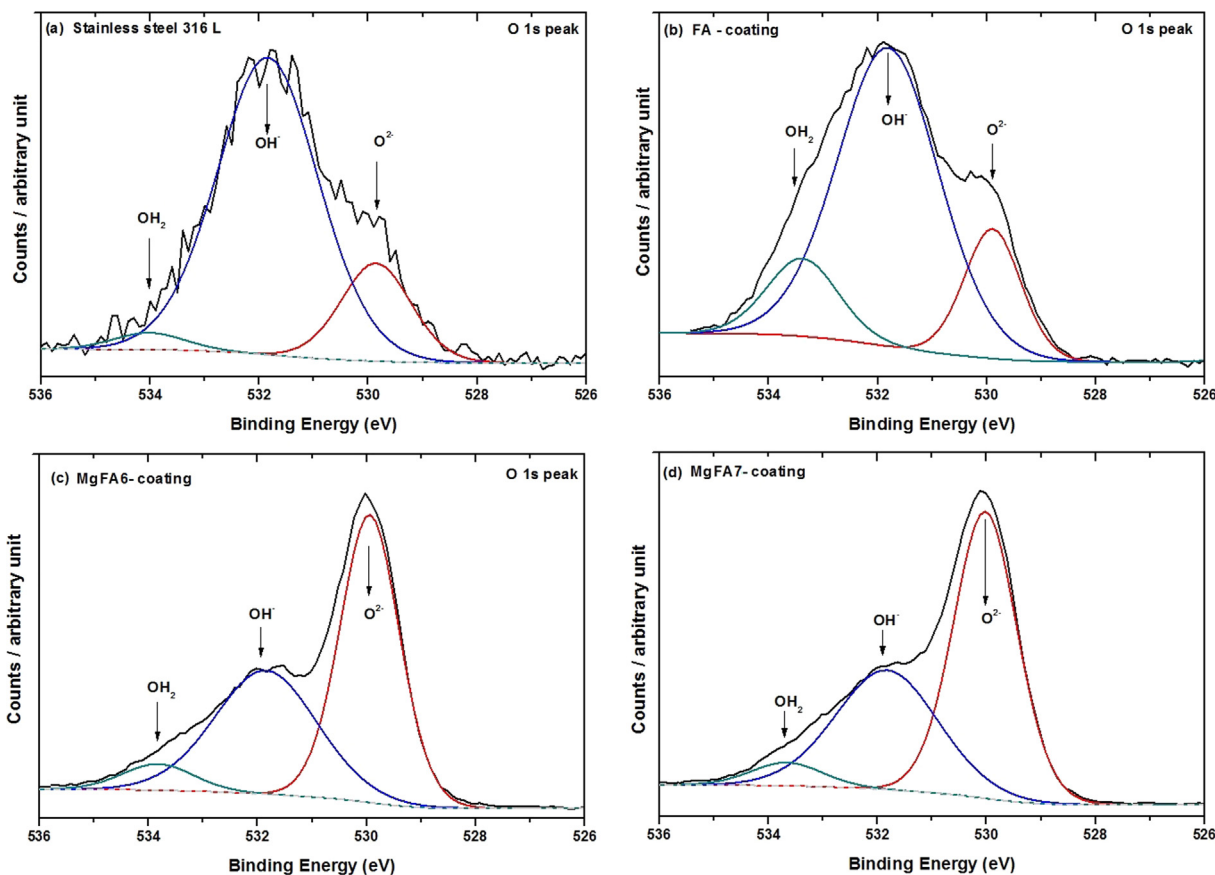 (a) Stainless steel 316 L
O 1s peak
OH₂
OH⁻
O²⁻
Counts / arbitrary unit
536 534 532 530 528 526
Binding Energy (eV)
(b) FA - coating
O 1s peak
OH₂
OH⁻
O²⁻
Counts / arbitrary unit
536 534 532 530 528 526
Binding Energy (eV)
(c) MgFA6- coating
O 1s peak
OH₂
OH⁻
O²⁻
Counts / arbitrary unit
536 534 532 530 528 526
Binding Energy (eV)
(d) MgFA7- coating
O 1s peak
OH₂
OH⁻
O²⁻
Counts / arbitrary unit
536 534 532 530 528 526
Binding Energy (eV)